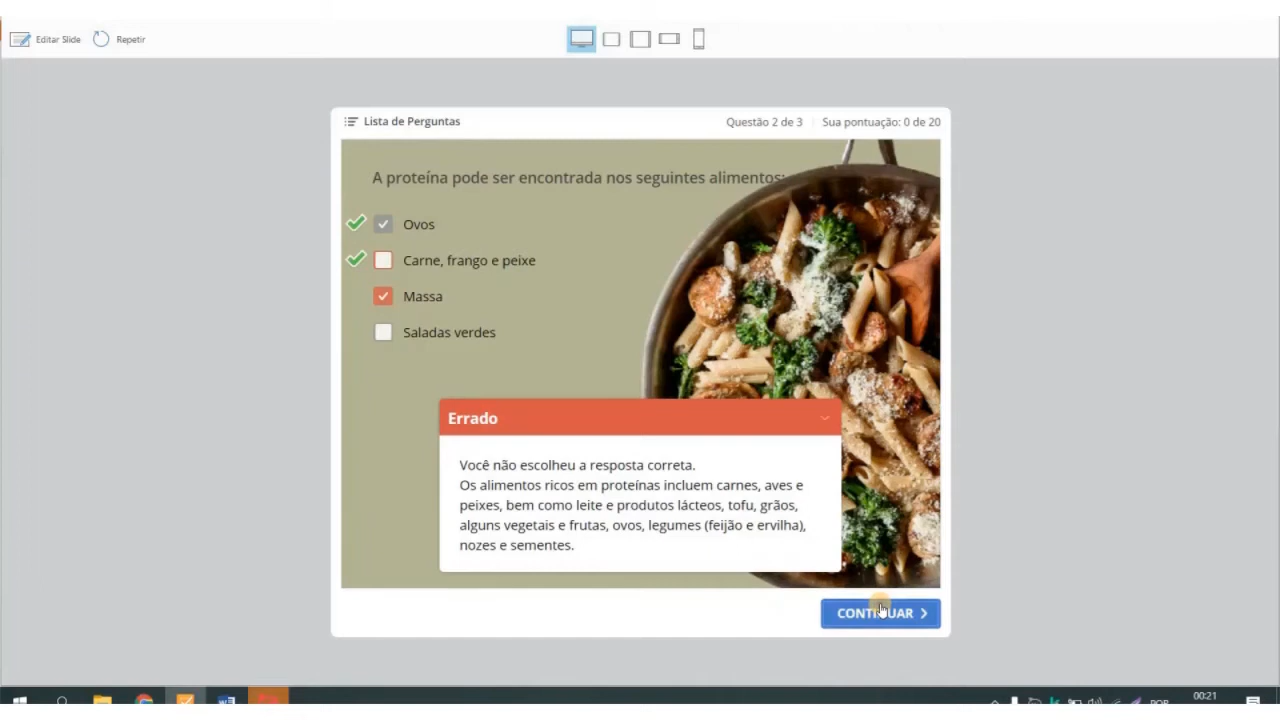 Editar Slide
Repetir
Lista de Perguntas
Questão 2 de 3
Sua pontuação: 0 de 20
A proteína pode ser encontrada nos seguintes alimentos:
Ovos
Carne, frango e peixe
Massa
Saladas verdes
Errado
Você não escolheu a resposta correta.
Os alimentos ricos em proteínas incluem carnes, aves e
peixes, bem como leite e produtos lácteos, tofu, grãos,
alguns vegetais e frutas, ovos, legumes (feijão e ervilha),
nozes e sementes.
CONTINUAR
POR
00:21